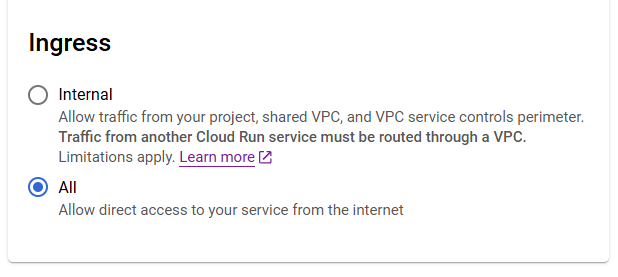 Ingress
Internal
Allow traffic from your project, shared VPC, and VPC service controls perimeter.
Traffic from another Cloud Run service must be routed through a VPC.
Limitations apply. Learn more
All
Allow direct access to your service from the internet